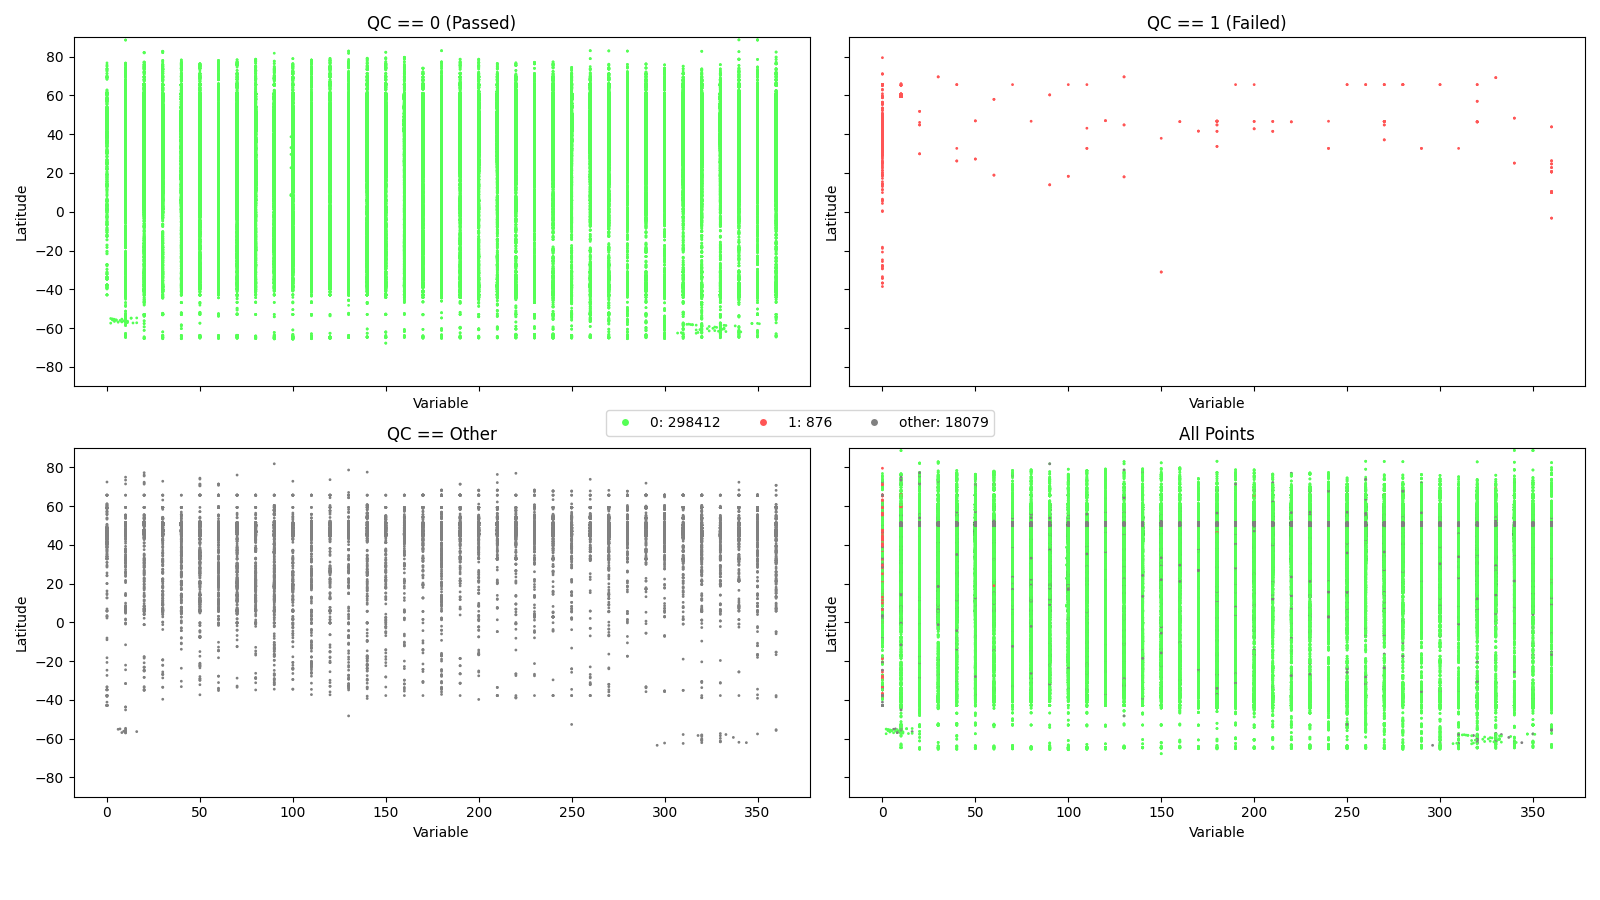 QC == 0 (Passed)
QC == 1 (Failed)
80
60
40
20
0
−20
−40
−60
−80
Latitude
Latitude
Variable
Variable
0: 298412
1: 876
other: 18079
QC == Other
All Points
80
60
40
20
0
−20
−40
−60
−80
Latitude
Latitude
0
50
100
150
200
250
300
350
0
50
100
150
200
250
300
350
Variable
Variable